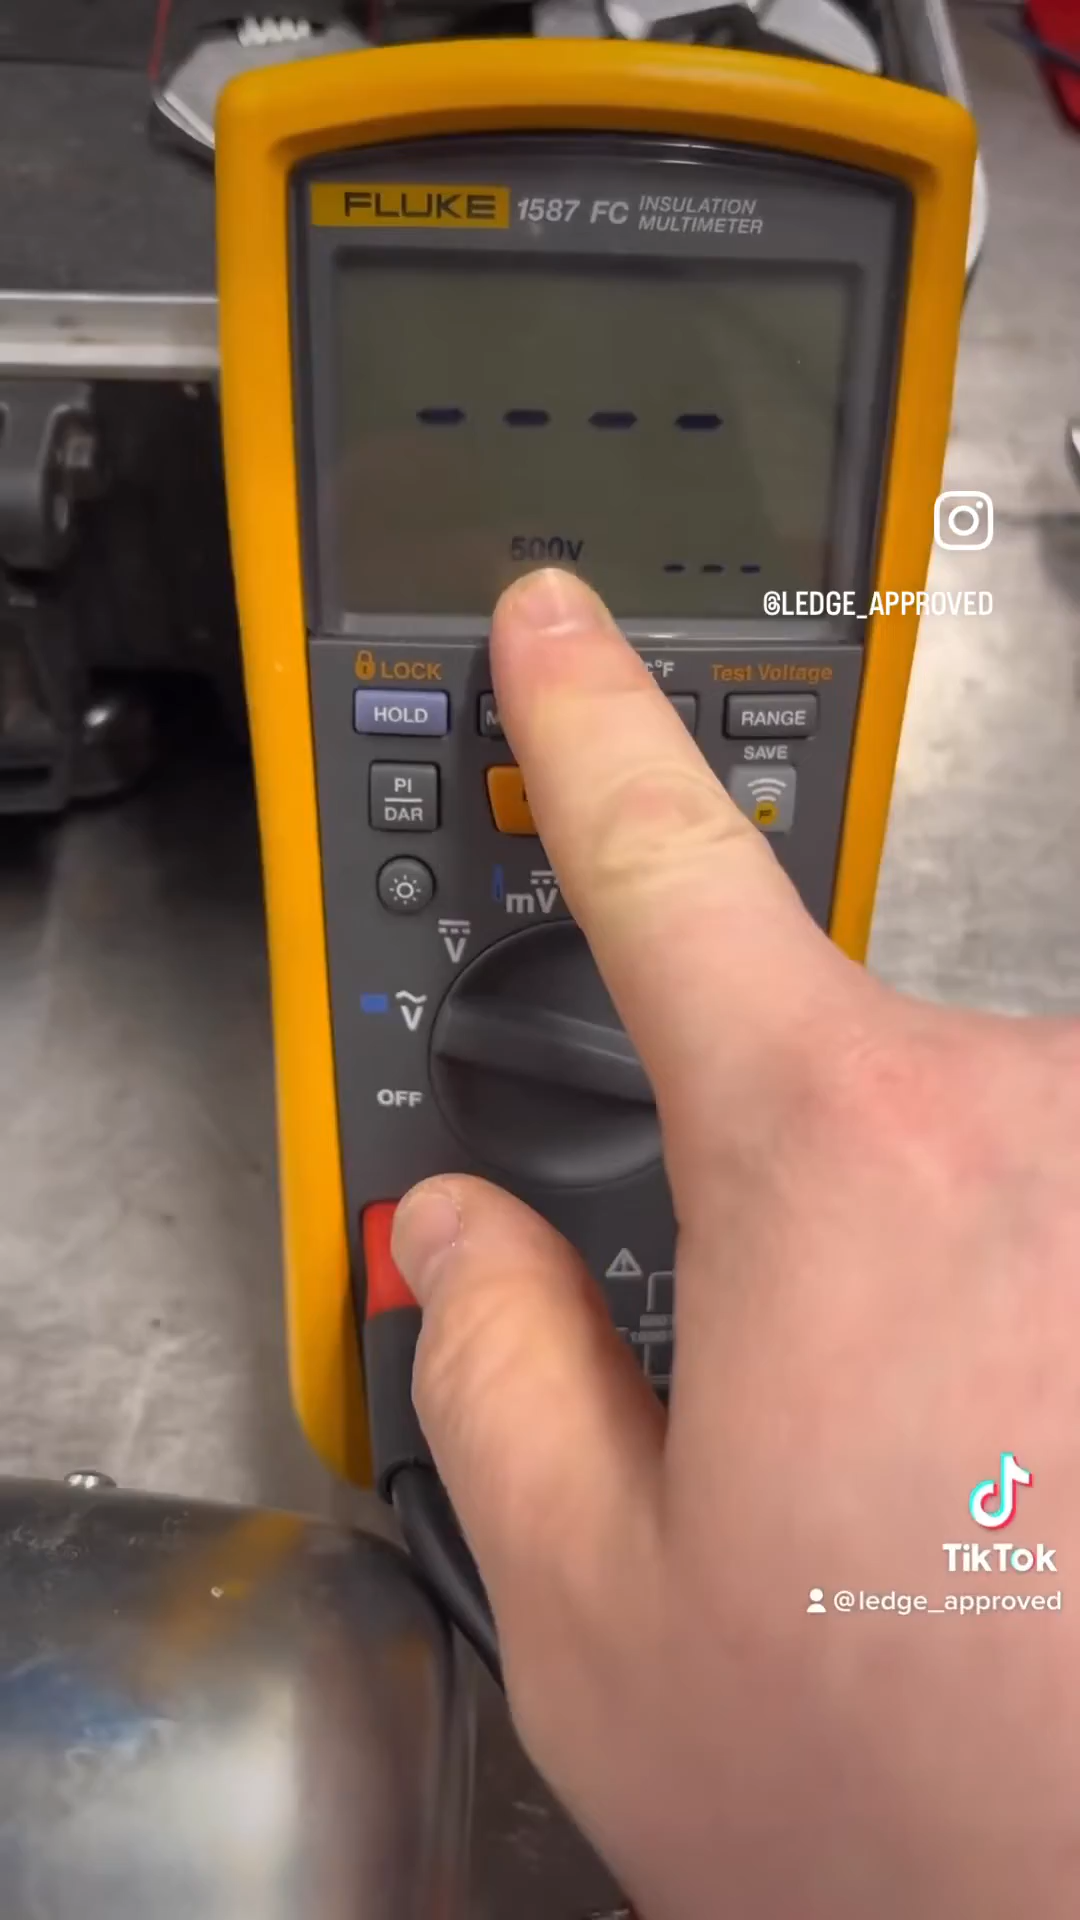 FLUKE 1587 FC INSULATION MULTIMETER
- - - -
500V
- - -
@LEDGE_APPROVED
LOCK
°F
Test Voltage
HOLD
RANGE
SAVE
PI
DAR
mV
V
V
OFF
TikTok
@ledge_approved